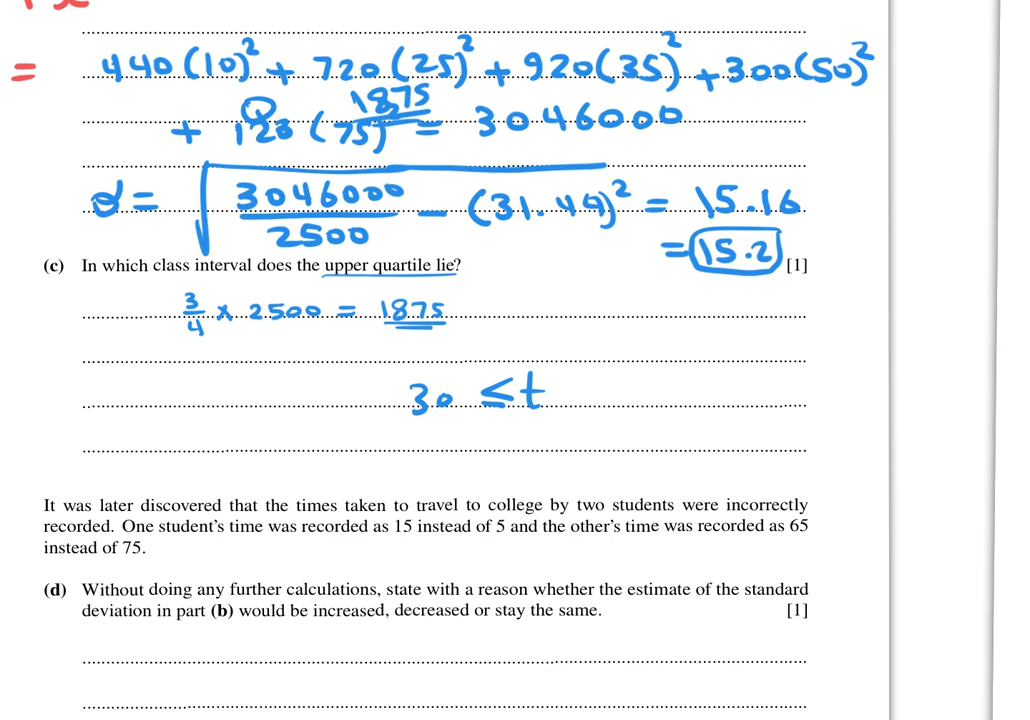 = 440(10)² + 720(25)² + 920(35)² + 300(50)²
+ 120 (75)² = 3046000
1875
σ = √ 3046000/2500 − (31.44)² = 15.16
= 15.2
(c) In which class interval does the upper quartile lie? [1]
3/4 × 2500 = 1875
30 ≤ t
It was later discovered that the times taken to travel to college by two students were incorrectly
recorded. One student's time was recorded as 15 instead of 5 and the other's time was recorded as 65
instead of 75.
(d) Without doing any further calculations, state with a reason whether the estimate of the standard
deviation in part (b) would be increased, decreased or stay the same. [1]